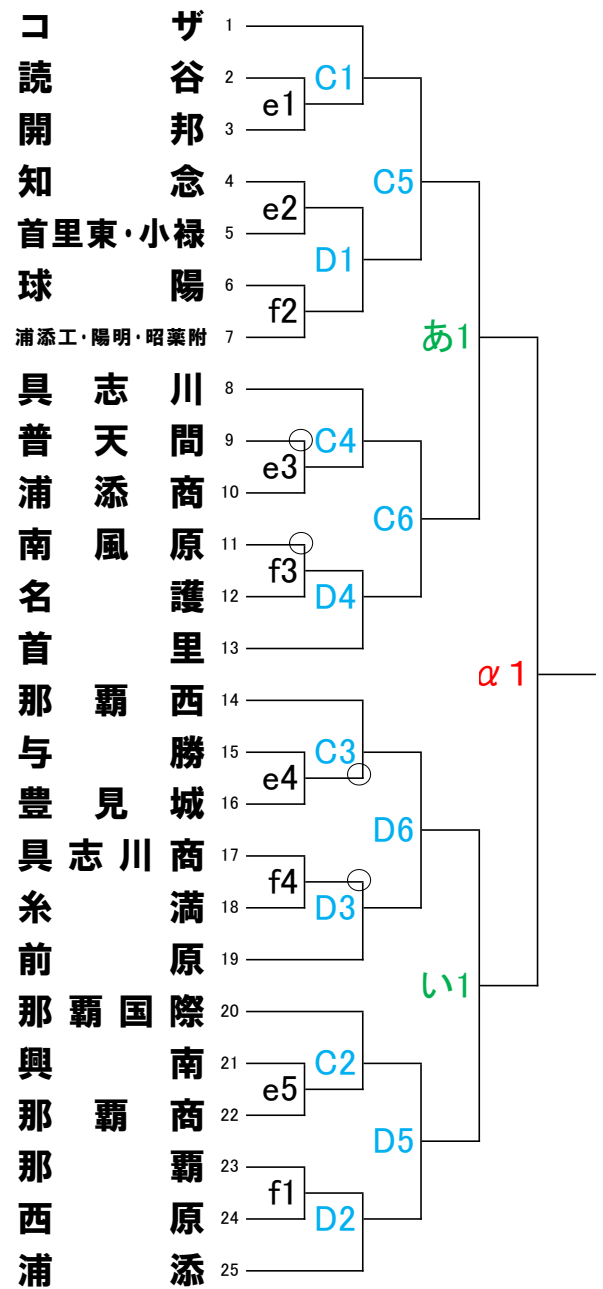 コザ 1
C1
読谷 2
e1
開邦 3
C5
知念 4
e2
首里東・小禄 5
D1
球陽 6
f2
浦添工・陽明・昭薬附 7
あ1
具志川 8
普天間 9
C4
e3
浦添商 10
C6
南風原 11
f3
名護 12
D4
首里 13
α1
那覇西 14
与勝 15
C3
e4
豊見城 16
D6
具志川商 17
f4
糸満 18
D3
前原 19
い1
那覇国際 20
興南 21
C2
e5
那覇商 22
D5
那覇 23
f1
西原 24
D2
浦添 25